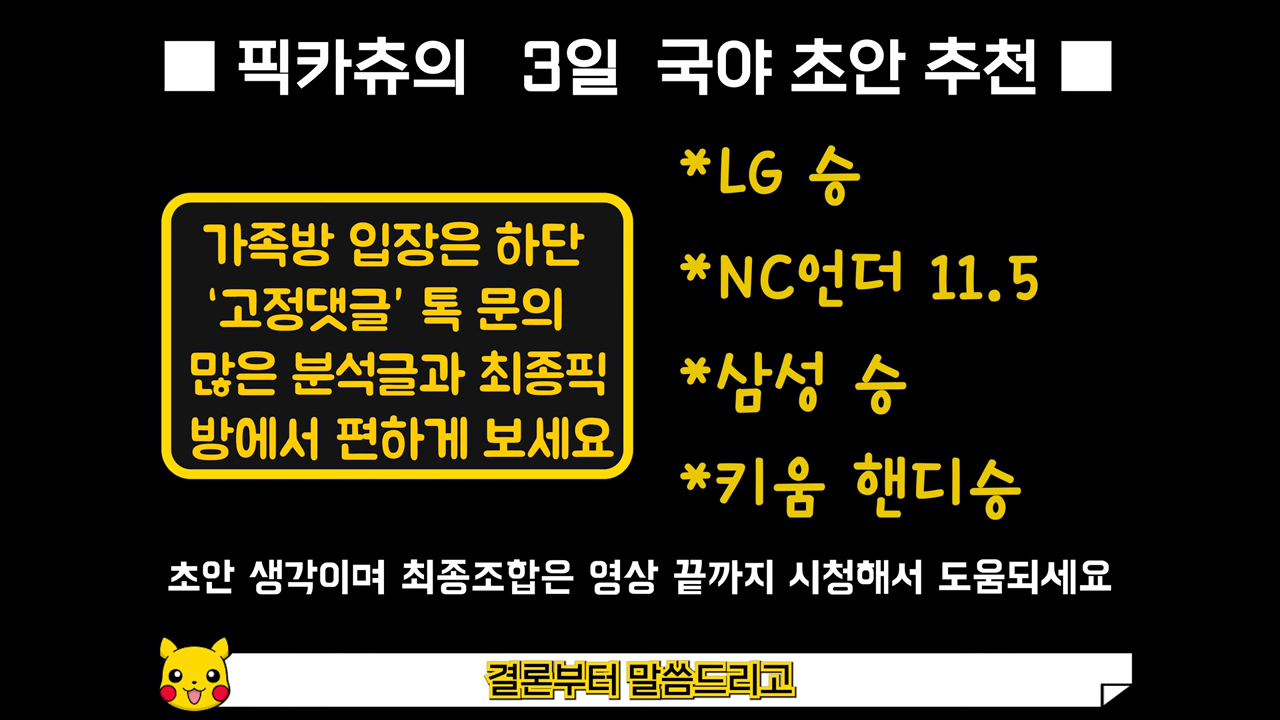 ■ 픽카츄의 3일 국야 초안 추천 ■
가족방 입장은 하단
‘고정댓글’ 톡 문의
많은 분석글과 최종픽
방에서 편하게 보세요
*LG 승
*NC언더 11.5
*삼성 승
*키움 핸디승
초안 생각이며 최종조합은 영상 끝까지 시청해서 도움되세요
결론부터 말씀드리고